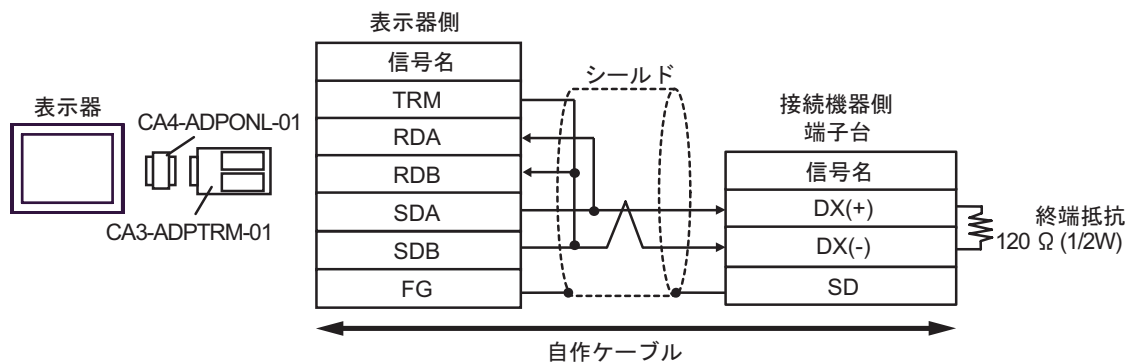 表示器側
信号名
TRM
RDA
RDB
SDA
SDB
FG
シールド
表示器
CA4-ADPONL-01
CA3-ADPTRM-01
接続機器側
端子台
信号名
DX(+)
DX(-)
SD
終端抵抗
120 Ω (1/2W)
自作ケーブル